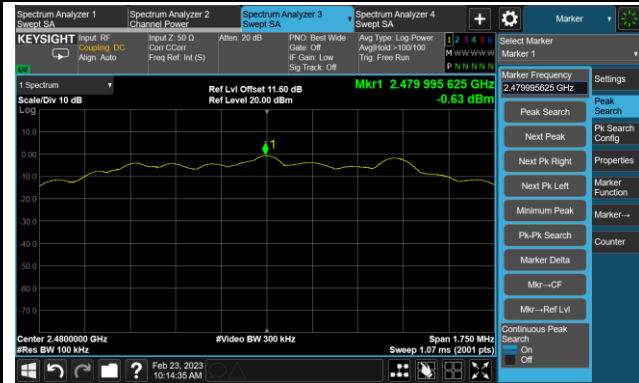 Spectrum Analyzer 1
Swept SA
Spectrum Analyzer 2
Channel Power
Spectrum Analyzer 3
Swept SA
Spectrum Analyzer 4
Swept SA
+
Marker
KEYSIGHT
Input: RF
Coupling: DC
Align: Auto
Input Z: 50 Ω
Corr CCorr
Freq Ref: Int (S)
Atten: 20 dB
PNO: Best Wide
Gate: Off
IF Gain: Low
Sig Track: Off
Avg Type: Log-Power
Avg|Hold:>100/100
Trig: Free Run
1 2 3 4 5 6
M W W W W W
P N N N N N
Select Marker
Marker 1
1 Spectrum
Scale/Div 10 dB
Log
Ref Lvl Offset 11.60 dB
Ref Level 20.00 dBm
Mkr1 2.479 995 625 GHz
-0.63 dBm
10.0
0.00
-10.0
-20.0
-30.0
-40.0
-50.0
-60.0
-70.0
1
Center 2.4800000 GHz
#Res BW 100 kHz
#Video BW 300 kHz
Span 1.750 MHz
Sweep 1.07 ms (2001 pts)
Marker Frequency
2.479995625 GHz
Peak Search
Next Peak
Next Pk Right
Next Pk Left
Minimum Peak
Pk-Pk Search
Marker Delta
Mkr→CF
Mkr→Ref Lvl
Continuous Peak
Search
On
Off
Settings
Peak
Search
Pk Search
Config
Properties
Marker
Function
Marker→
Counter
?
Feb 23, 2023
10:14:35 AM